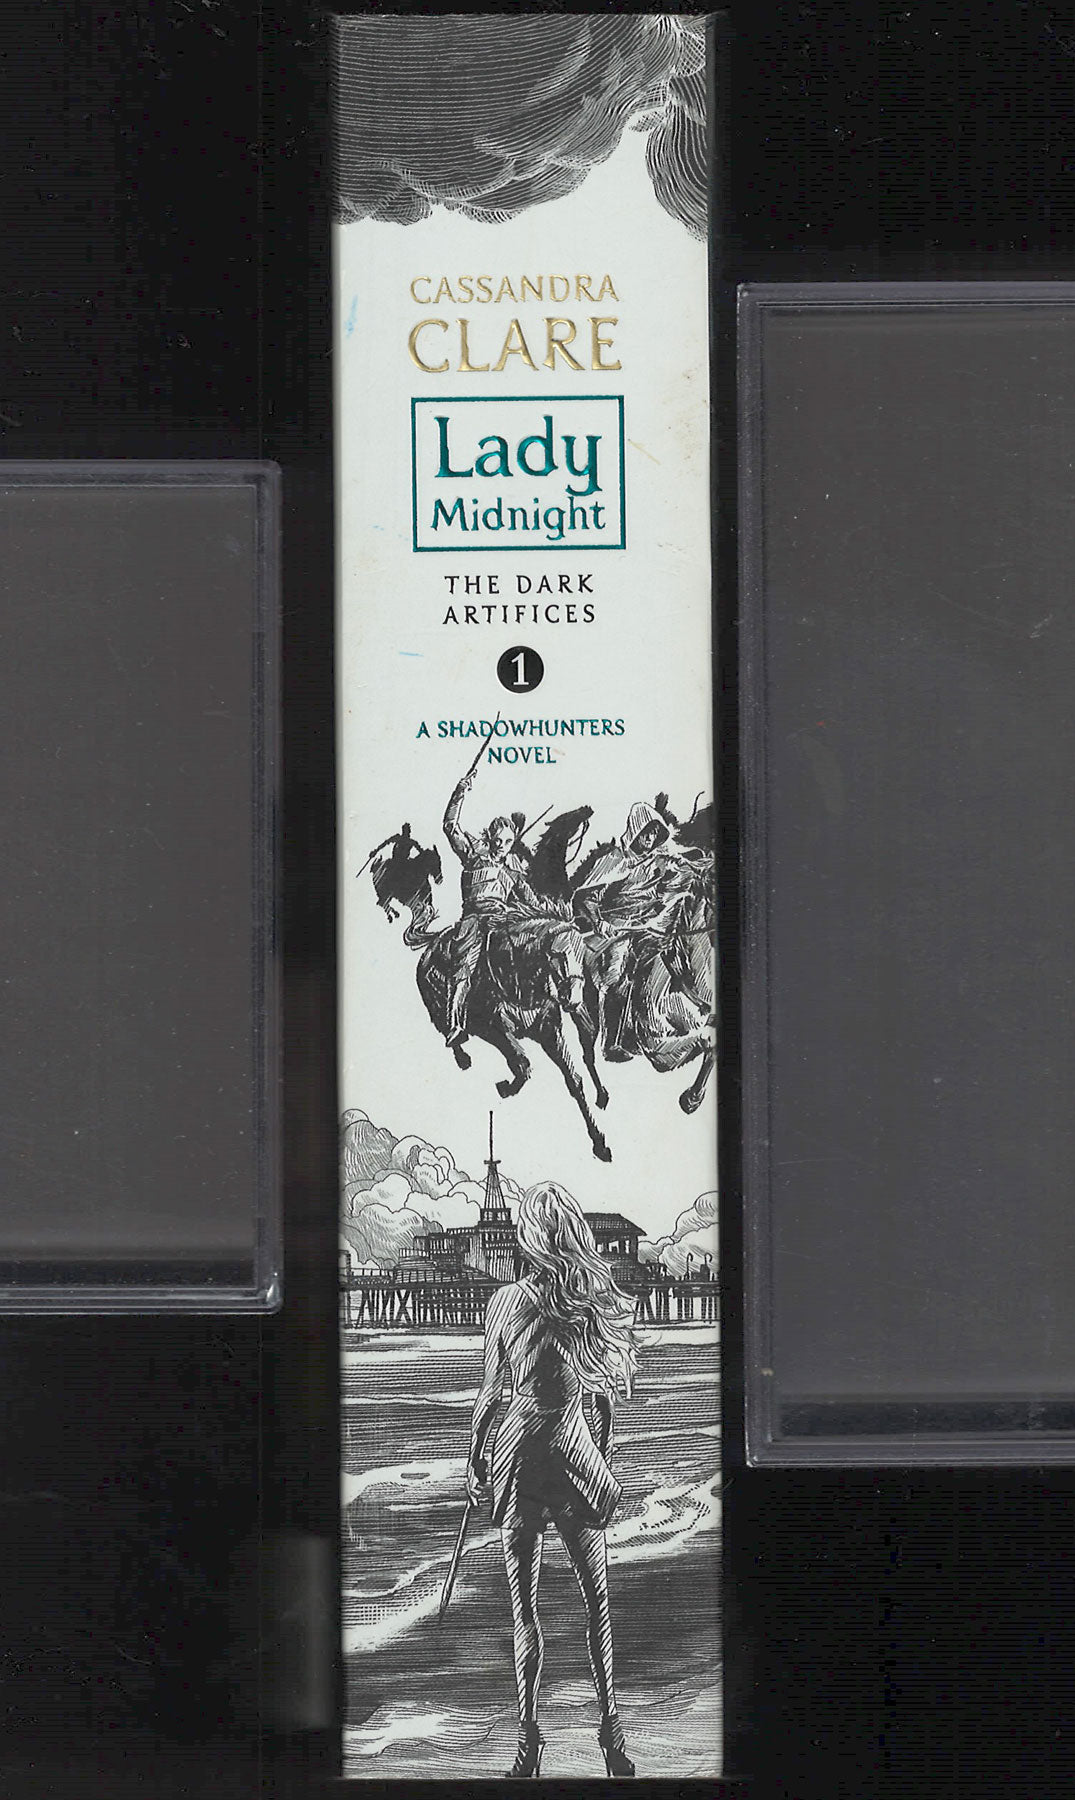 CASSANDRA
CLARE
Lady
Midnight
THE DARK
ARTIFICES
1
A SHADOWHUNTERS
NOVEL